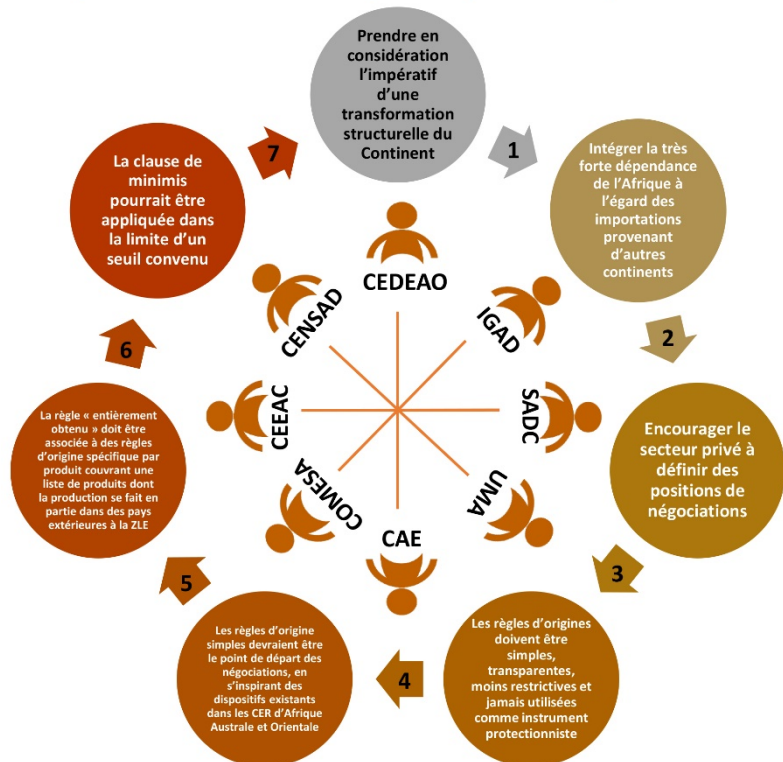 Prendre en
considération
l'impératif
d'une
transformation
structurelle du
Continent
1
Intégrer la très
forte dépendance
de l'Afrique à
l'égard des
importations
provenant
d'autres
continents
2
Encourager le
secteur privé à
définir des
positions de
négociations
3
Les règles d'origines
doivent être
simples,
transparentes,
moins restrictives et
jamais utilisées
comme instrument
protectionniste
4
Les règles d'origine
simples devraient être
le point de départ des
négociations, en
s'inspirant des
dispositifs existants
dans les CER d'Afrique
Australe et Orientale
5
La règle « entièrement
obtenu » doit être
associée à des règles
d'origine spécifique par
produit couvrant une
liste de produits dont
la production se fait en
partie dans des pays
extérieures à la ZLE
6
La clause de
minimis
pourrait être
appliquée dans
la limite d'un
seuil convenu
7
CEDEAO
IGAD
SADC
UMA
CAE
COMESA
CEEAC
CENSAD